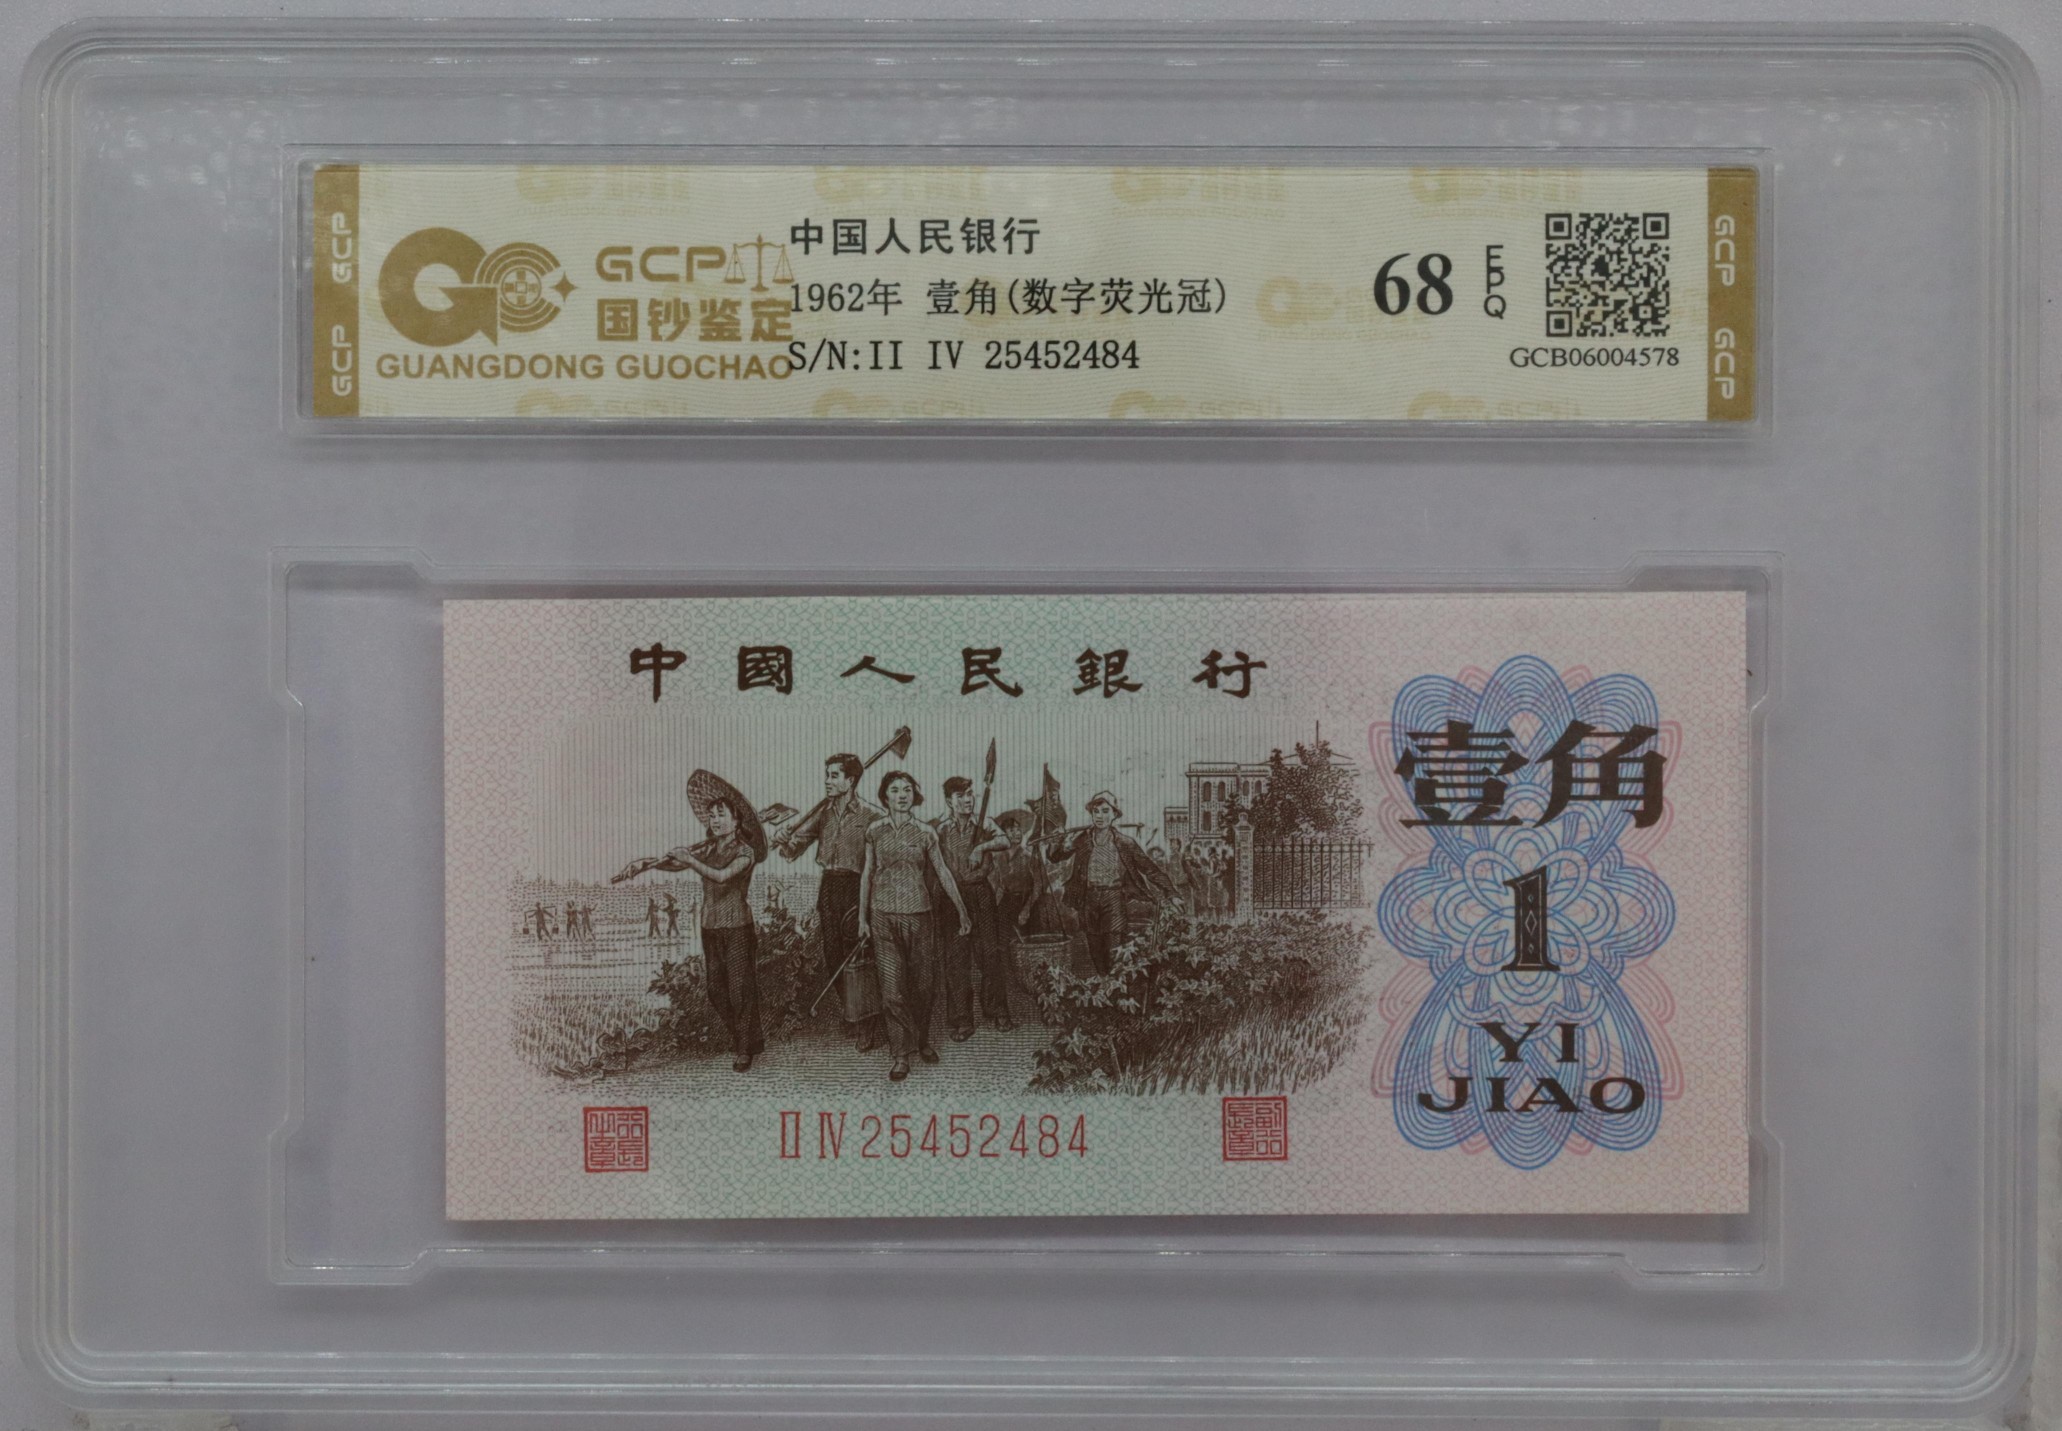 GCP
GCP
GCP
国钞鉴定
GUANGDONG GUOCHAO
中国人民银行
1962年 壹角(数字荧光冠)
S/N:II IV 25452484
68
EPQ
GCB06004578
GCP
GCP
中國人民銀行
壹角
1
YI
JIAO
II IV 25452484